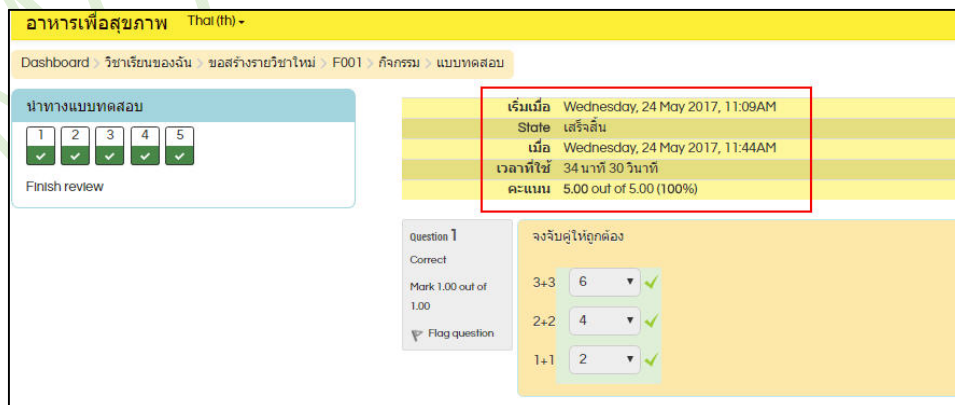 อาหารเพื่อสุขภาพ Thai (th)
Dashboard > วิชาเรียนของฉัน > ขอสร้างรายวิชาใหม่ > F001 > กิจกรรม > แบบทดสอบ
นำทางแบบทดสอบ
1 2 3 4 5
Finish review
เริ่มเมื่อ Wednesday, 24 May 2017, 11:09AM
State เสร็จสิ้น
เมื่อ Wednesday, 24 May 2017, 11:44AM
เวลาที่ใช้ 34 นาที 30 วินาที
คะแนน 5.00 out of 5.00 (100%)
Question 1
Correct
Mark 1.00 out of
1.00
Flag question
จงจับคู่ให้ถูกต้อง
3+3 6
2+2 4
1+1 2